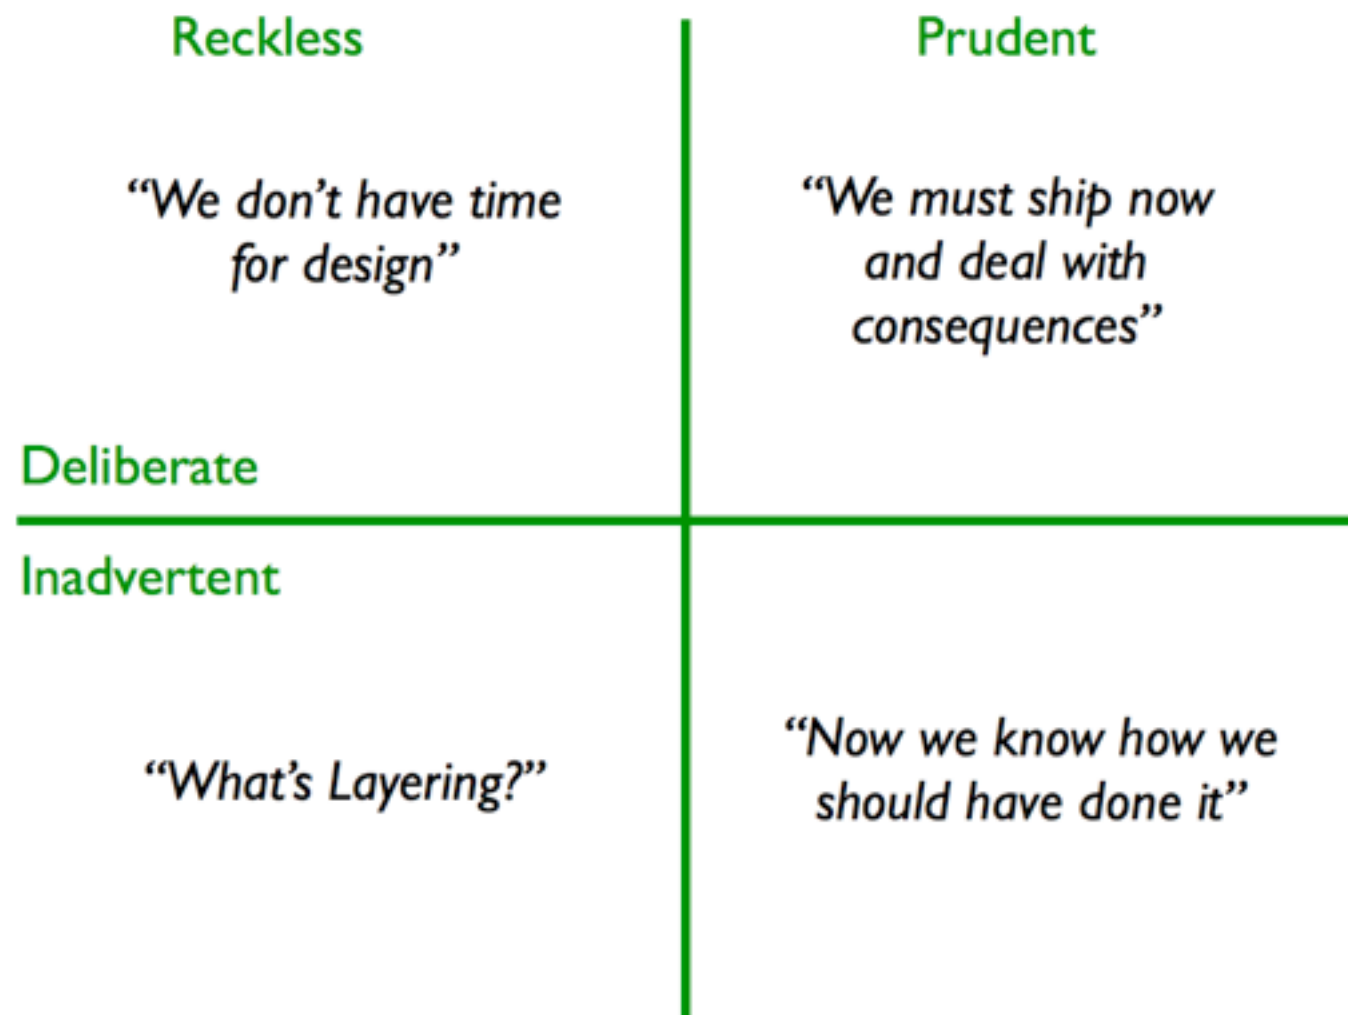 Reckless
Prudent
“We don’t have time
for design”
“We must ship now
and deal with
consequences”
Deliberate
Inadvertent
“What’s Layering?”
“Now we know how we
should have done it”